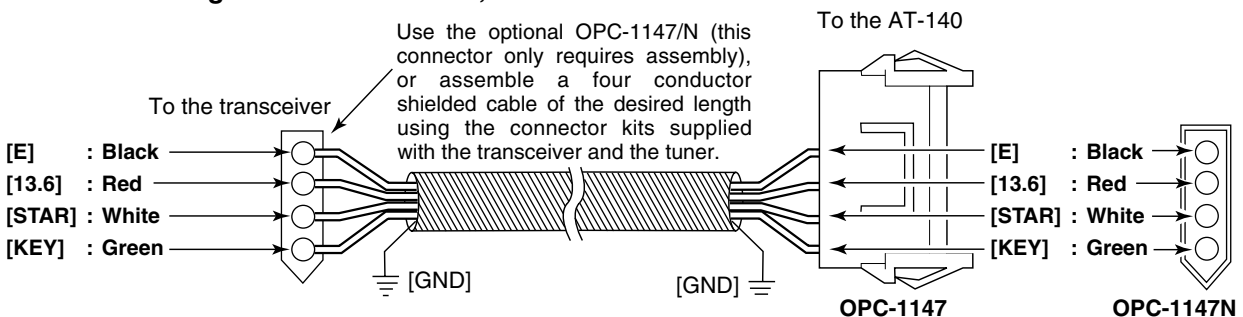 To the AT-140
Use the optional OPC-1147/N (this
connector only requires assembly),
or assemble a four conductor
shielded cable of the desired length
using the connector kits supplied
with the transceiver and the tuner.
To the transceiver
[E] : Black
[13.6] : Red
[STAR] : White
[KEY] : Green
[GND]
[GND]
[E] : Black
[13.6] : Red
[STAR] : White
[KEY] : Green
OPC-1147
OPC-1147N